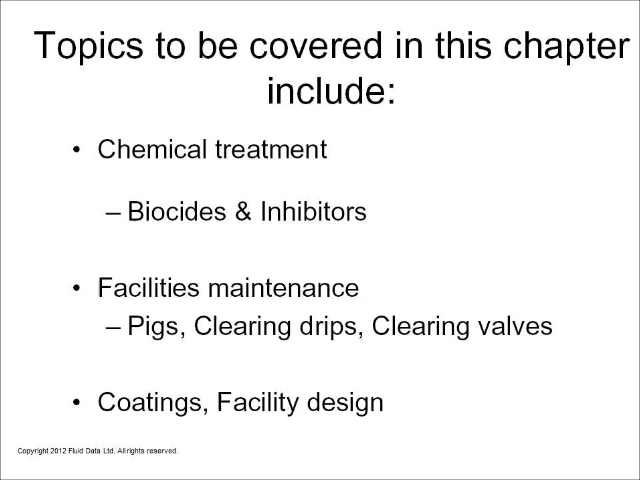 Topics to be covered in this chapter
include:
• Chemical treatment
– Biocides & Inhibitors
• Facilities maintenance
– Pigs, Clearing drips, Clearing valves
• Coatings, Facility design
Copyright 2012 Fluid Data Ltd. All rights reserved.